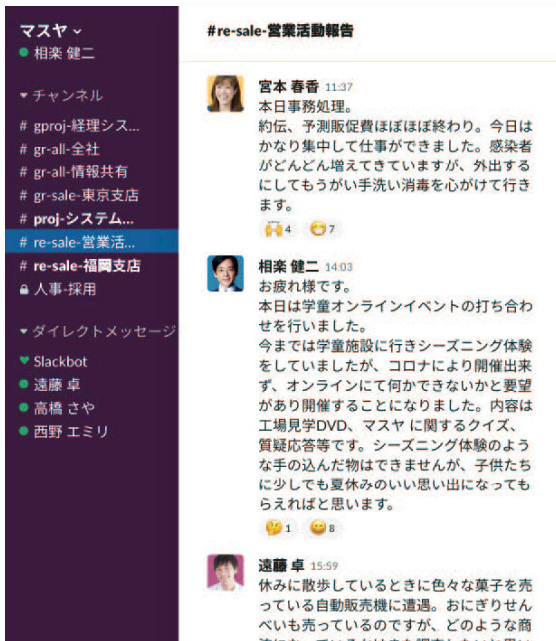 マスヤ
相楽 健二
チャンネル
# gproj-経理シス...
# gr-all-全社
# gr-all-情報共有
# gr-sale-東京支店
# proj-システム...
# re-sale-営業活...
# re-sale-福岡支店
人事-採用
ダイレクトメッセージ
Slackbot
遠藤 卓
高橋 さや
西野 エミリ
#re-sale-営業活動報告
宮本 春香 11:37
本日事務処理。
約伝、予測販促費ほぼほぼ終わり。今日は
かなり集中して仕事ができました。感染者
がどんどん増えてきていますが、外出する
にしてもうがい手洗い消毒を心がけて行き
ます。
4 7
相楽 健二 14:03
お疲れ様です。
本日は学童オンラインイベントの打ち合わ
せを行いました。
今までは学童施設に行きシーズニング体験
をしていましたが、コロナにより開催出来
ず、オンラインにて何かできないかと要望
があり開催することになりました。内容は
工場見学DVD、マスヤ に関するクイズ、
質疑応答等です。シーズニング体験のよう
な手の込んだ物はできませんが、子供たち
に少しでも夏休みのいい思い出になっても
らえればと思います。
1 8
遠藤 卓 15:59
休みに散歩しているときに色々な菓子を売
っている自動販売機に遭遇。おにぎりせん
べいも売っているのですが、どのような商